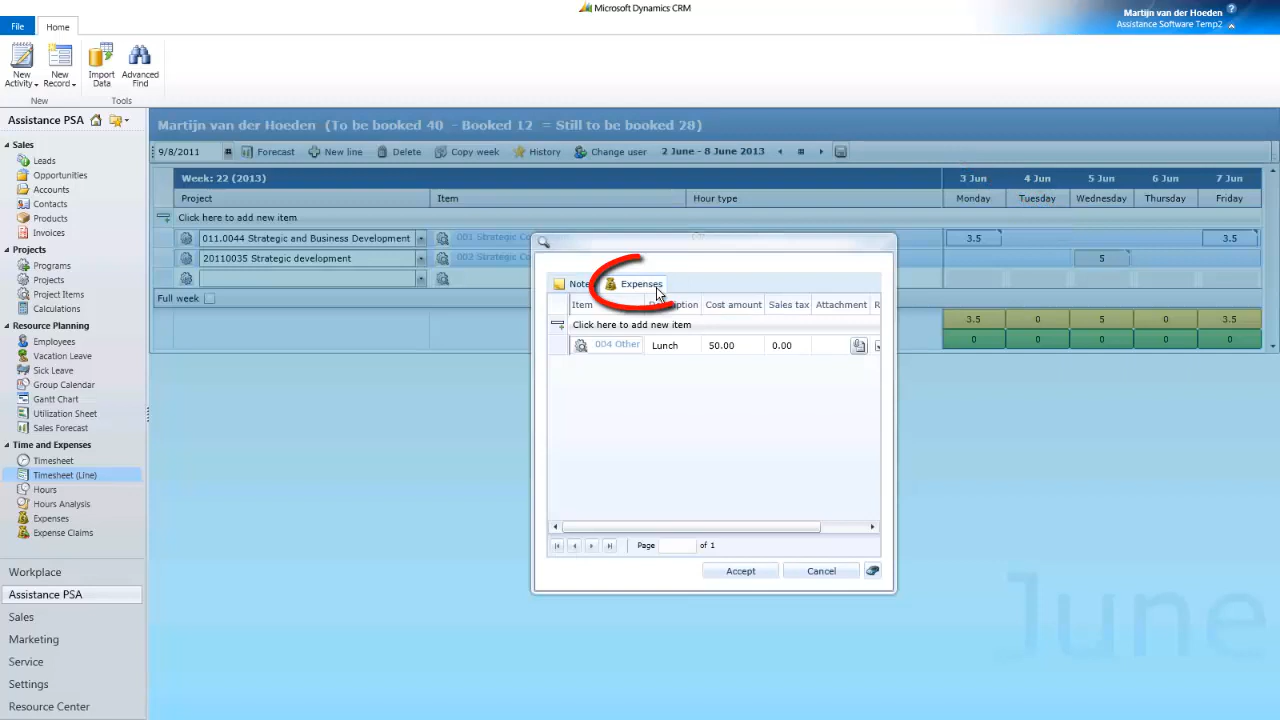 Microsoft Dynamics CRM
Martijn van der Hoeden
Assistance Software Temp2
File
Home
New Activity
New Record
Import Data
Advanced Find
New
Tools
Assistance PSA
Sales
Leads
Opportunities
Accounts
Contacts
Products
Invoices
Projects
Programs
Projects
Project Items
Calculations
Resource Planning
Employees
Vacation Leave
Sick Leave
Group Calendar
Gantt Chart
Utilization Sheet
Sales Forecast
Time and Expenses
Timesheet
Timesheet (Line)
Hours
Hours Analysis
Expenses
Expense Claims
Workplace
Assistance PSA
Sales
Marketing
Service
Settings
Resource Center
Martijn van der Hoeden (To be booked 40 - Booked 12 = Still to be booked 28)
9/8/2011 Forecast New line Delete Copy week History Change user 2 June - 8 June 2013
Week: 22 (2013) 3 Jun 4 Jun 5 Jun 6 Jun 7 Jun
Project Item Hour type Monday Tuesday Wednesday Thursday Friday
Click here to add new item
011.0044 Strategic and Business Development 001 Strategic Co 3.5 3.5
20110035 Strategic development 002 Strategic Co 5
Full week
3.5 0 5 0 3.5
0 0 0 0 0
Note Expenses
Item Cost amount Sales tax Attachment R
Click here to add new item
004 Other Lunch 50.00 0.00
Page of 1
Accept Cancel
June